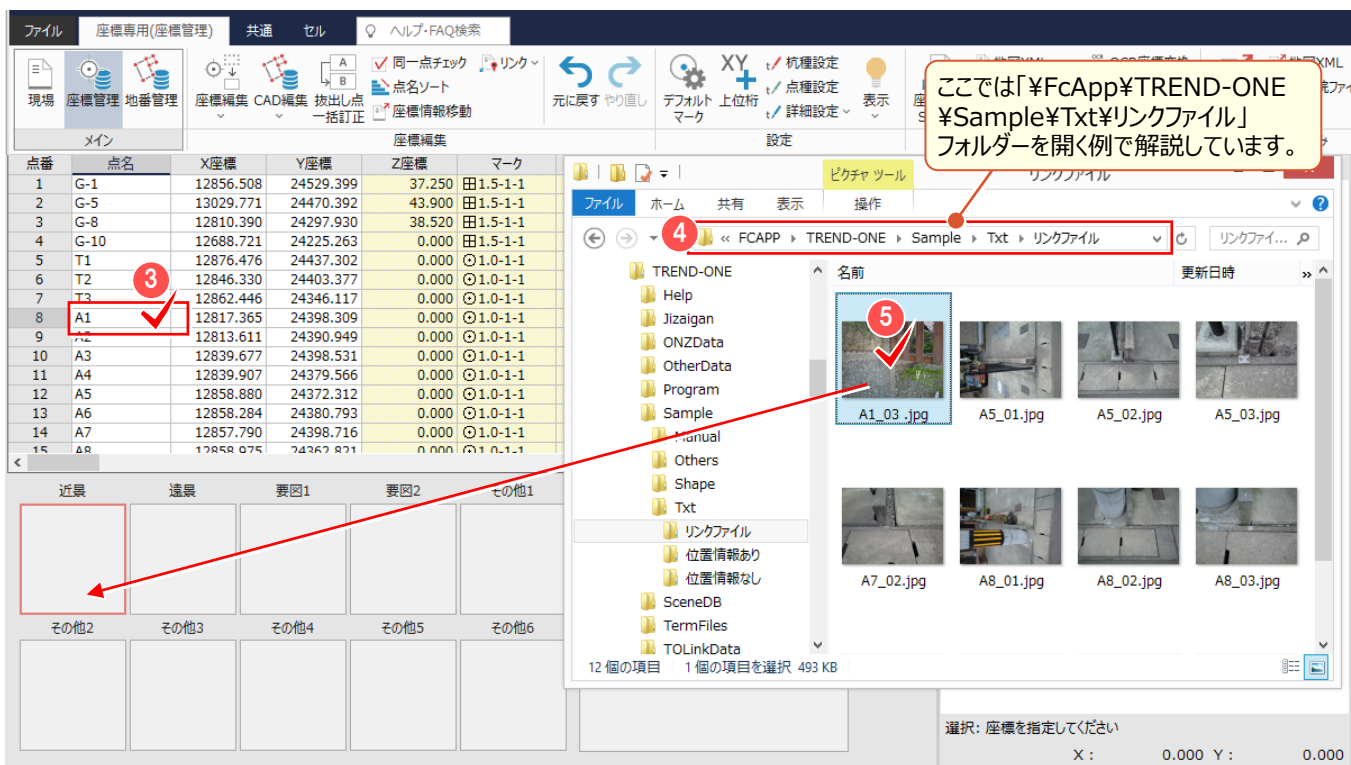 ファイル 座標専用(座標管理) 共通 セル ヘルプ・FAQ検索
現場 座標管理 地番管理 座標編集 CAD編集 抜出し点一括訂正
A
B
同一点チェック リンク
点名ソート
座標情報移動
元に戻す やり直し
デフォルトマーク
XY
上位桁
杭種設定
点種設定
詳細設定
表示
メイン 座標編集 設定
ここでは「¥FcApp¥TREND-ONE
¥Sample¥Txt¥リンクファイル」
フォルダーを開く例で解説しています。
点番 点名 X座標 Y座標 Z座標 マーク
1 G-1 12856.508 24529.399 37.250 1.5-1-1
2 G-5 13029.771 24470.392 43.900 1.5-1-1
3 G-8 12810.390 24297.930 38.520 1.5-1-1
4 G-10 12688.721 24225.263 0.000 1.5-1-1
5 T1 12876.476 24437.302 0.000 1.0-1-1
6 T2 12846.330 24403.377 0.000 1.0-1-1
7 T3 12862.446 24346.117 0.000 1.0-1-1
8 A1 12817.365 24398.309 0.000 1.0-1-1
9 A2 12813.611 24390.949 0.000 1.0-1-1
10 A3 12839.677 24398.531 0.000 1.0-1-1
11 A4 12839.907 24379.566 0.000 1.0-1-1
12 A5 12858.880 24372.312 0.000 1.0-1-1
13 A6 12858.284 24380.793 0.000 1.0-1-1
14 A7 12857.790 24398.716 0.000 1.0-1-1
15 A8 12858.975 24362.821 0.000 1.0-1-1
3
近景 遠景 要図1 要図2 その他1
その他2 その他3 その他4 その他5 その他6
ピクチャ ツール リンクファイル
ファイル ホーム 共有 表示 操作
4
« FCAPP TREND-ONE Sample Txt リンクファイル
リンクファイ...
TREND-ONE
Help
Jizaigan
ONZData
OtherData
Program
Sample
Manual
Others
Shape
Txt
リンクファイル
位置情報あり
位置情報なし
SceneDB
TermFiles
TOLinkData
名前 更新日時 »
5
A1_03 .jpg A5_01.jpg A5_02.jpg A5_03.jpg
A7_02.jpg A8_01.jpg A8_02.jpg A8_03.jpg
12 個の項目 1 個の項目を選択 493 KB
選択: 座標を指定してください
X : 0.000 Y : 0.000